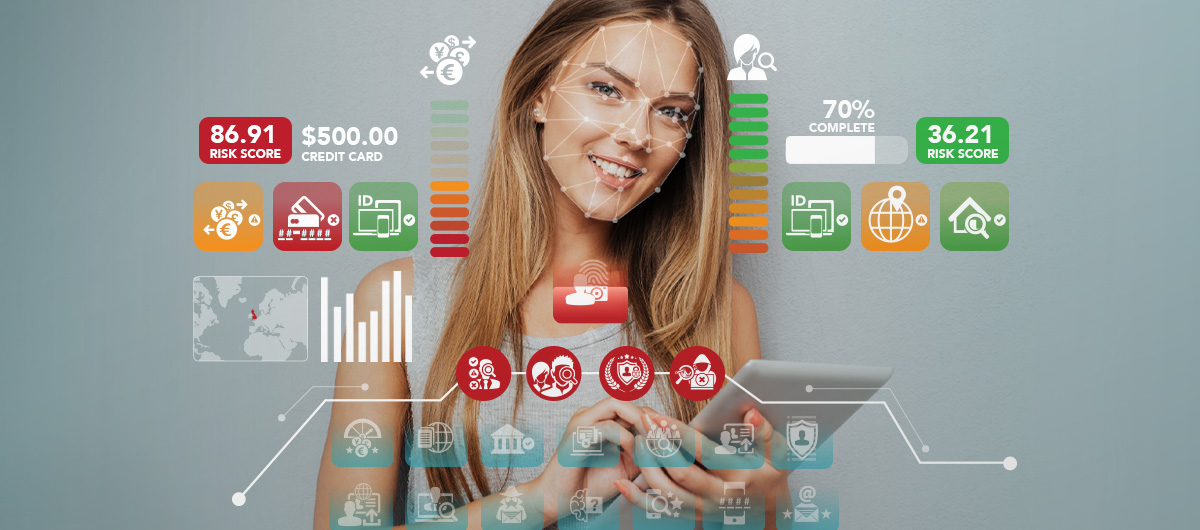 86.91
RISK SCORE
$500.00
CREDIT CARD
70%
COMPLETE
36.21
RISK SCORE
##-####
ID
ID
####